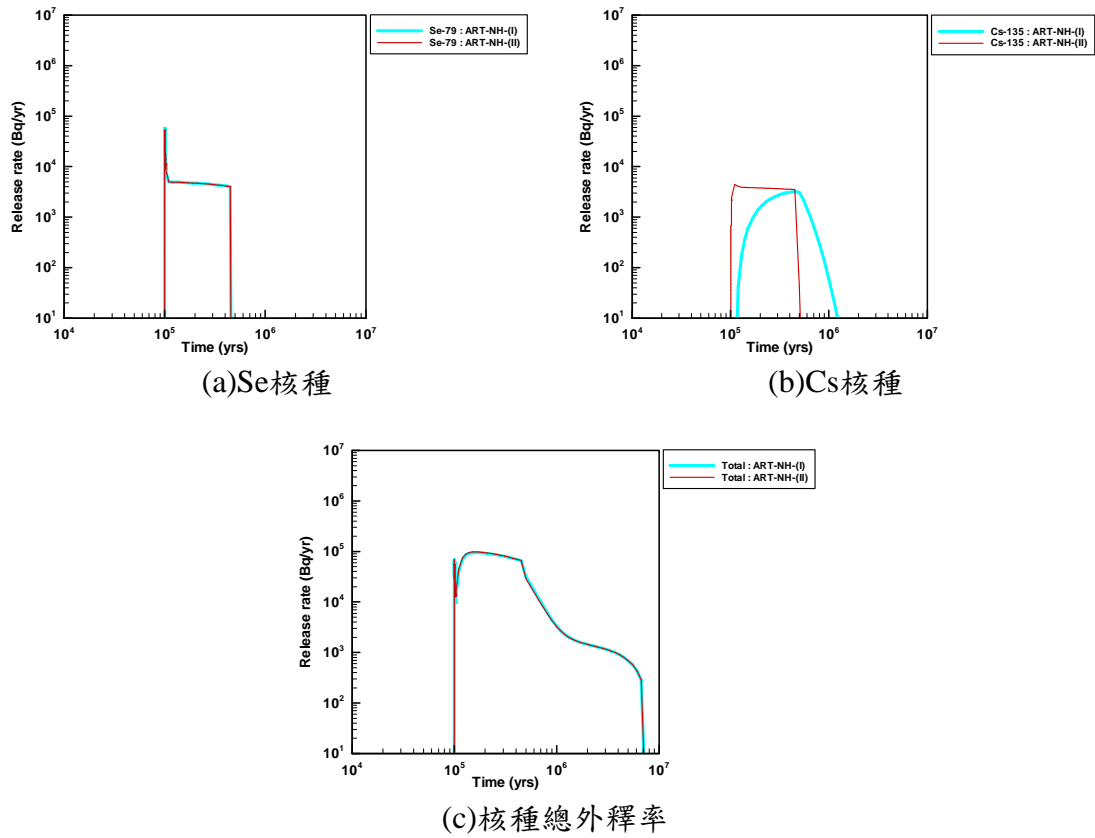 Se-79 : ART-NH-(I)
Se-79 : ART-NH-(II)
Release rate (Bq/yr)
10^7
10^6
10^5
10^4
10^3
10^2
10^1
10^4 10^5 10^6 10^7
Time (yrs)
(a)Se核種
Cs-135 : ART-NH-(I)
Cs-135 : ART-NH-(II)
Release rate (Bq/yr)
10^7
10^6
10^5
10^4
10^3
10^2
10^1
10^4 10^5 10^6 10^7
Time (yrs)
(b)Cs核種
Total : ART-NH-(I)
Total : ART-NH-(II)
Release rate (Bq/yr)
10^7
10^6
10^5
10^4
10^3
10^2
10^1
10^4 10^5 10^6 10^7
Time (yrs)
(c)核種總外釋率